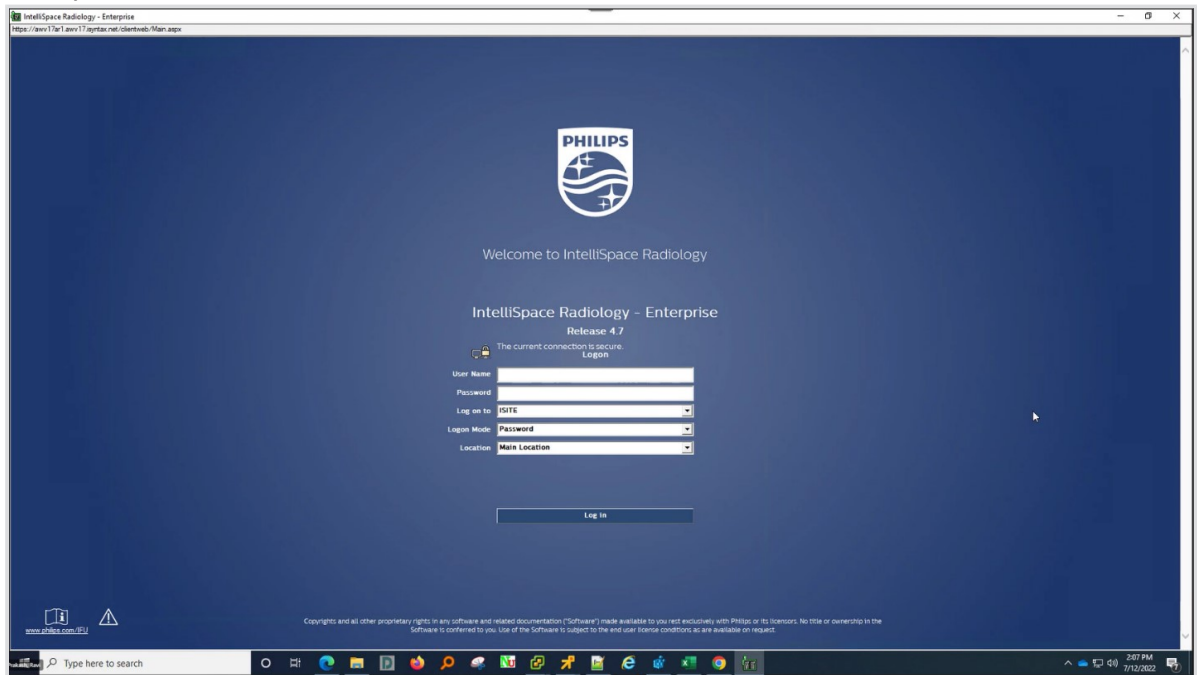 IntelliSpace Radiology - Enterprise
https://awv17ar1.awv17.isyntax.net/clientweb/Main.aspx
PHILIPS
Welcome to IntelliSpace Radiology
IntelliSpace Radiology - Enterprise
Release 4.7
The current connection is secure.
Logon
User Name
Password
Log on to ISITE
Logon Mode Password
Location Main Location
Log In
www.philips.com/IFU
Copyrights and all other proprietary rights in any software and related documentation ("Software") made available to you rest exclusively with Philips or its licensors. No title or ownership in the
Software is conferred to you. Use of the Software is subject to the end user license conditions as are available on request.
Type here to search
2:07 PM
7/12/2022